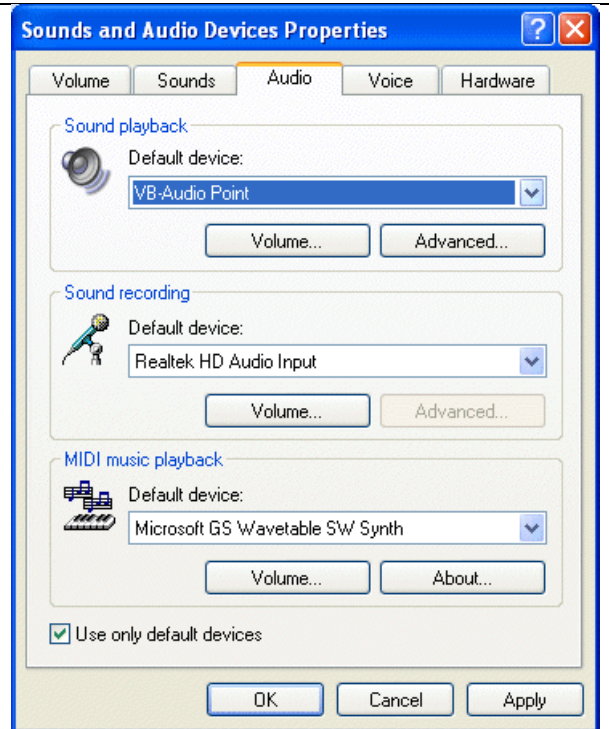 Sounds and Audio Devices Properties
Volume Sounds Audio Voice Hardware
Sound playback
Default device:
VB-Audio Point
Volume... Advanced...
Sound recording
Default device:
Realtek HD Audio Input
Volume... Advanced...
MIDI music playback
Default device:
Microsoft GS Wavetable SW Synth
Volume... About...
Use only default devices
OK Cancel Apply